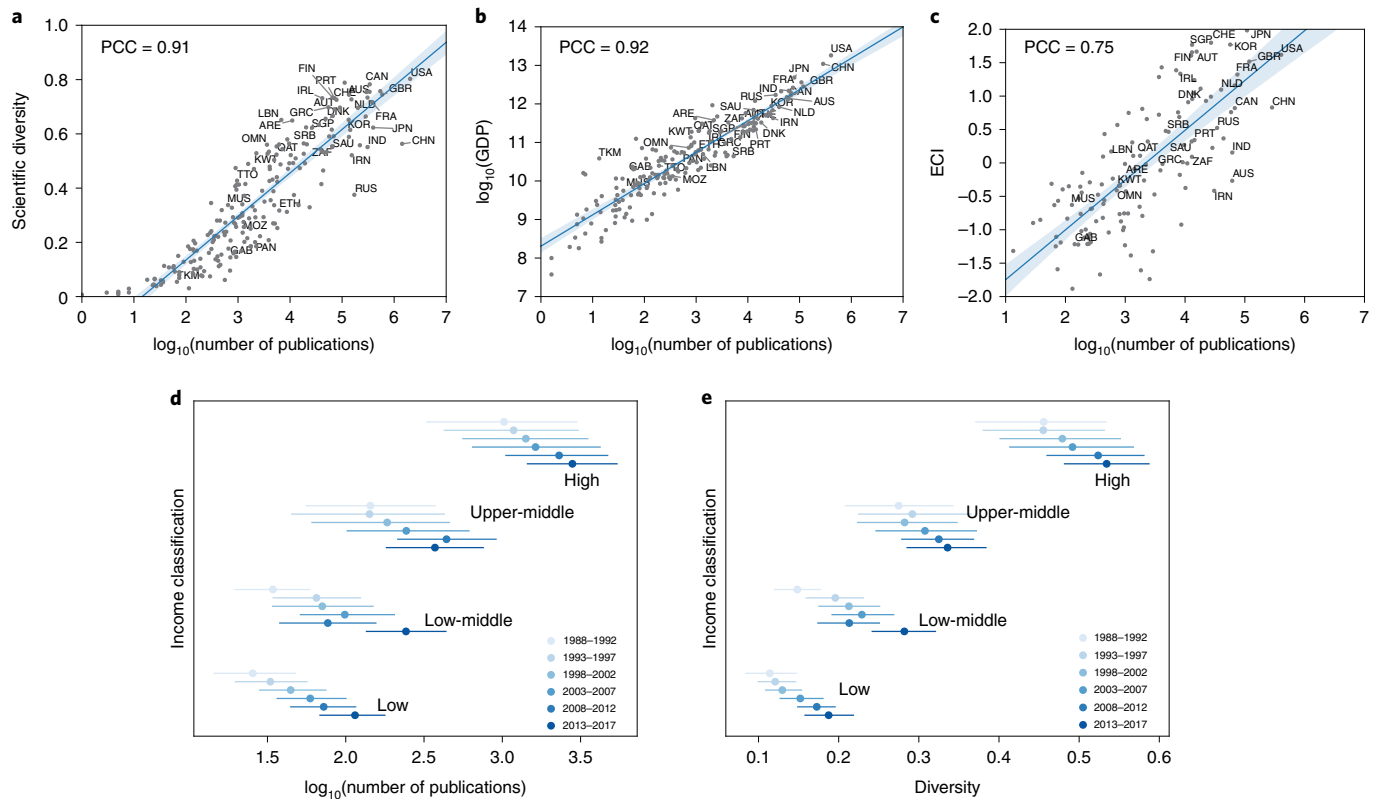 a
PCC = 0.91
Scientific diversity
1.0
0.8
0.6
0.4
0.2
0
FIN
PRT
CAN
USA
IRL
CHE
AUS
GBR
AUT
NLD
LBN
GRC
DNK
FRA
ARE
SGP
KOR
JPN
OMN
SRB
SAU
IND
CHN
QAT
ZAF
KWT
IRN
TTO
RUS
MUS
ETH
MOZ
GAB
PAN
TKM
0
1
2
3
4
5
6
7
log10(number of publications)
b
PCC = 0.92
log10(GDP)
14
13
12
11
10
9
8
7
USA
JPN
CHN
FRA
GBR
IND
RUS
KOR
AUS
SAU
NLD
ARE
ZAF
IRN
QAT
SGP
KWT
FIN
DNK
OMN
GRC
PRT
TKM
SRB
GAB
TTO
LBN
MUS
MOZ
0
1
2
3
4
5
6
7
log10(number of publications)
c
PCC = 0.75
ECI
2.0
1.5
1.0
0.5
0
–0.5
–1.0
–1.5
–2.0
SGP
CHE
JPN
KOR
USA
FIN
AUT
GBR
FRA
IRL
NLD
DNK
CAN
CHN
SRB
RUS
PRT
LBN
QAT
SAU
IND
GRC
ZAF
ARE
KWT
AUS
OMN
IRN
MUS
GAB
1
2
3
4
5
6
7
log10(number of publications)
d
Income classification
High
Upper-middle
Low-middle
Low
1988–1992
1993–1997
1998–2002
2003–2007
2008–2012
2013–2017
1.5
2.0
2.5
3.0
3.5
log10(number of publications)
e
Income classification
High
Upper-middle
Low-middle
Low
1988–1992
1993–1997
1998–2002
2003–2007
2008–2012
2013–2017
0.1
0.2
0.3
0.4
0.5
0.6
Diversity